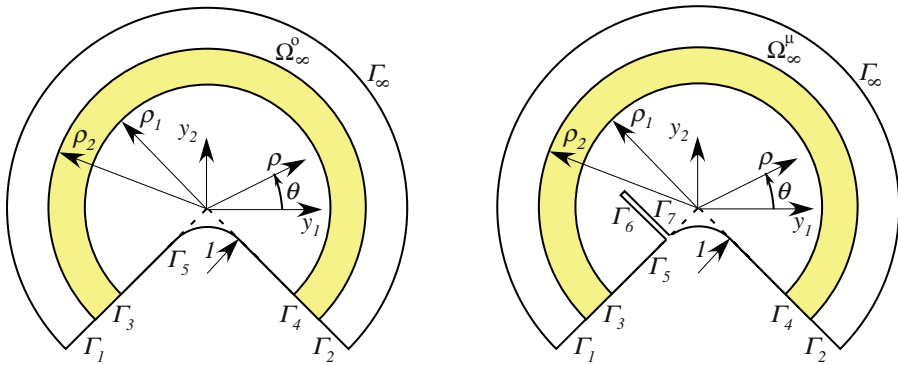 Ω∞° Γ∞
ρ2 ρ1 y2 ρ θ
y1
Γ5 1
Γ3 Γ4
Γ1 Γ2
Ω∞^μ Γ∞
ρ2 ρ1 y2 ρ θ
Γ6 Γ7 y1
Γ5 1
Γ3 Γ4
Γ1 Γ2